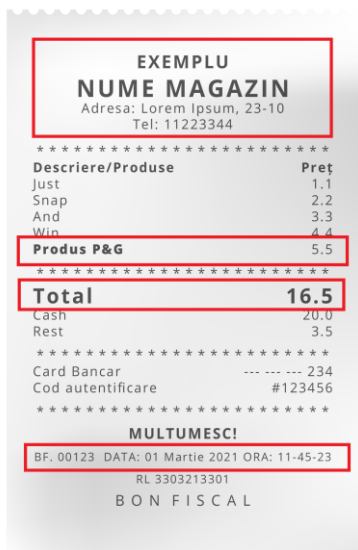 EXEMPLU
NUME MAGAZIN
Adresa: Lorem Ipsum, 23-10
Tel: 11223344
* * * * * * * * * * * * * * * * * * * * * * * *
Descriere/Produse Preț
Just 1.1
Snap 2.2
And 3.3
Win 4.4
Produs P&G 5.5
* * * * * * * * * * * * * * * * * * * * * * * *
Total 16.5
Cash 20.0
Rest 3.5
* * * * * * * * * * * * * * * * * * * * * * * *
Card Bancar --- --- --- 234
Cod autentificare #123456
* * * * * * * * * * * * * * * * * * * * * * * *
MULTUMESC!
BF. 00123 DATA: 01 Martie 2021 ORA: 11-45-23
RL 3303213301
BON FISCAL